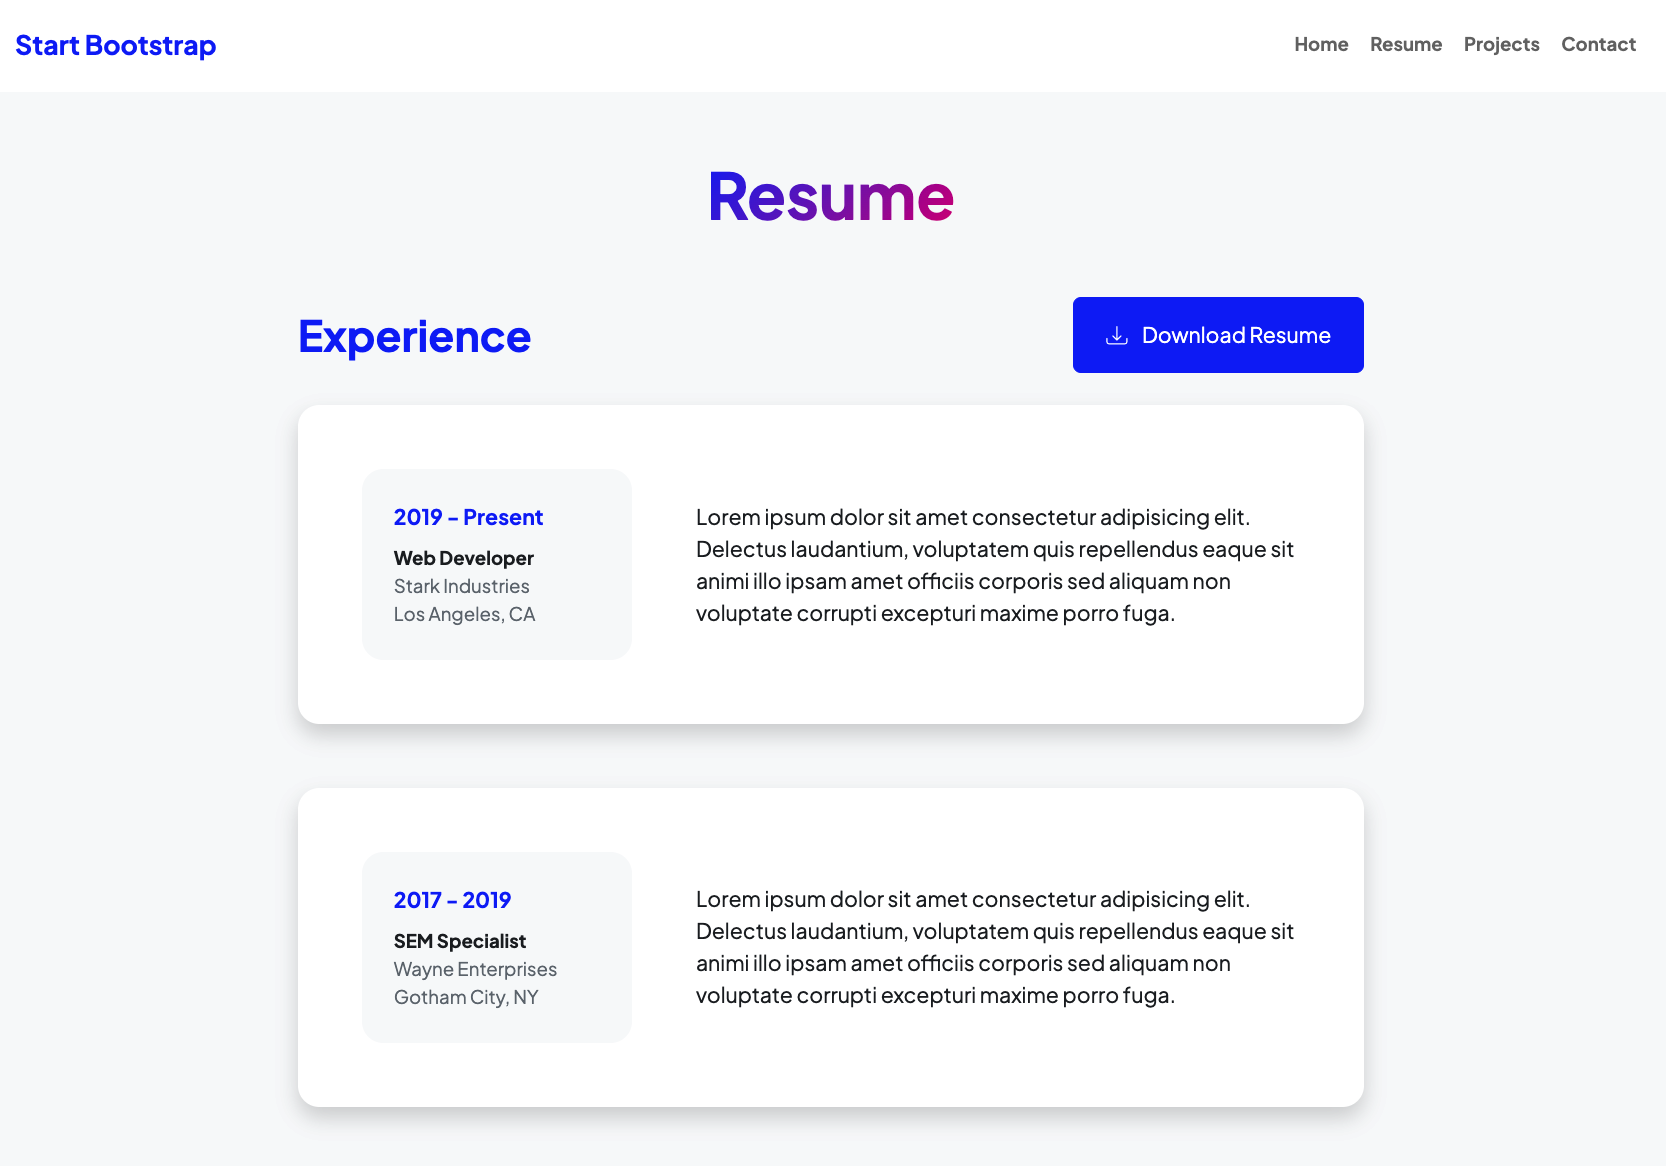 Start Bootstrap
Home Resume Projects Contact
Resume
Experience
Download Resume
2019 - Present
Web Developer
Stark Industries
Los Angeles, CA
Lorem ipsum dolor sit amet consectetur adipisicing elit.
Delectus laudantium, voluptatem quis repellendus eaque sit
animi illo ipsam amet officiis corporis sed aliquam non
voluptate corrupti excepturi maxime porro fuga.
2017 - 2019
SEM Specialist
Wayne Enterprises
Gotham City, NY
Lorem ipsum dolor sit amet consectetur adipisicing elit.
Delectus laudantium, voluptatem quis repellendus eaque sit
animi illo ipsam amet officiis corporis sed aliquam non
voluptate corrupti excepturi maxime porro fuga.